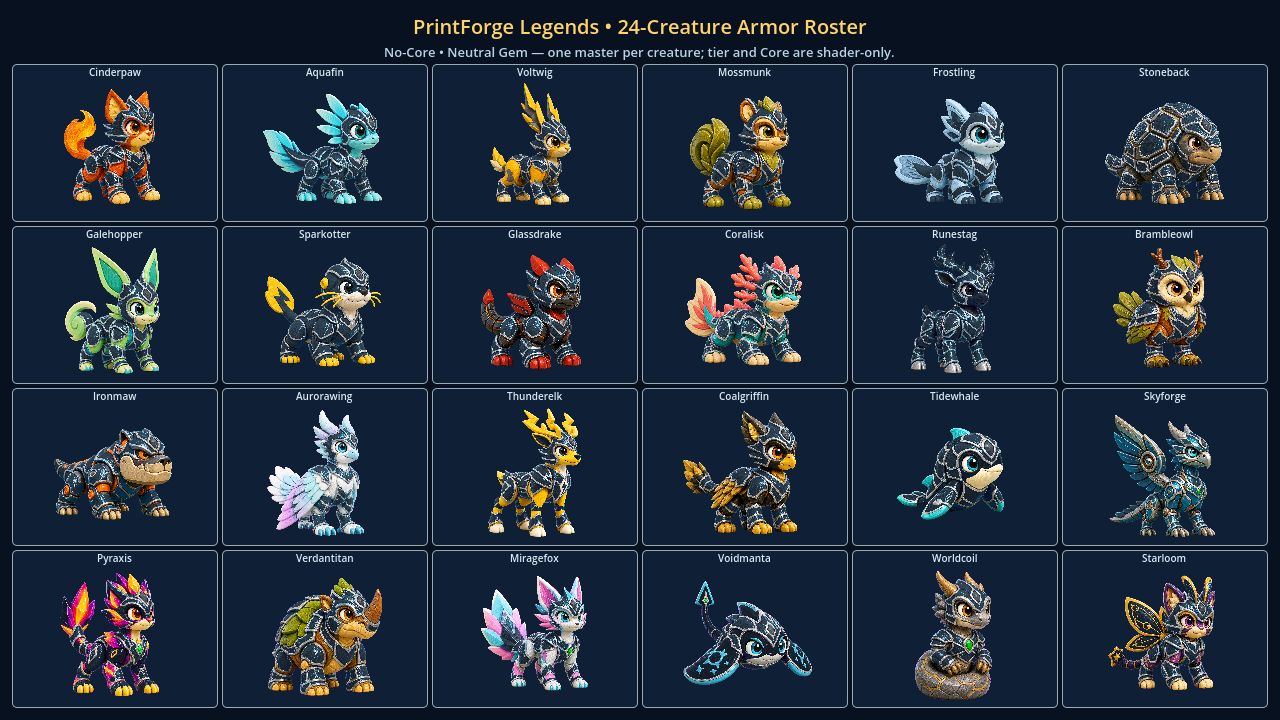 PrintForge Legends • 24-Creature Armor Roster
No-Core • Neutral Gem — one master per creature; tier and Core are shader-only.
Cinderpaw
Aquafin
Voltwig
Mossmunk
Frostling
Stoneback
Galehopper
Sparkotter
Glassdrake
Coralisk
Runestag
Brambleowl
Ironmaw
Aurorawing
Thunderelk
Coalgriffin
Tidewhale
Skyforge
Pyraxis
Verdantitan
Miragefox
Voidmanta
Worldcoil
Starloom